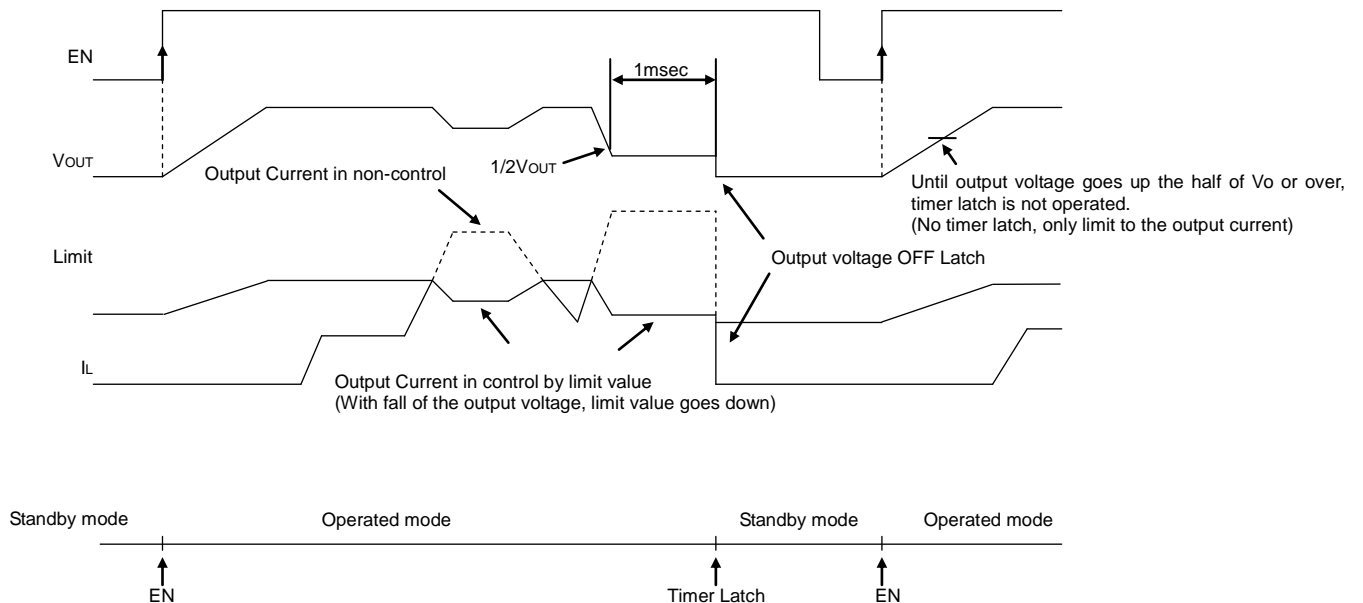 EN
1msec
VOUT
1/2VOUT
Output Current in non-control
Until output voltage goes up the half of Vo or over,
timer latch is not operated.
(No timer latch, only limit to the output current)
Limit
Output voltage OFF Latch
IL
Output Current in control by limit value
(With fall of the output voltage, limit value goes down)
Standby mode
Operated mode
Standby mode
Operated mode
EN
Timer Latch
EN